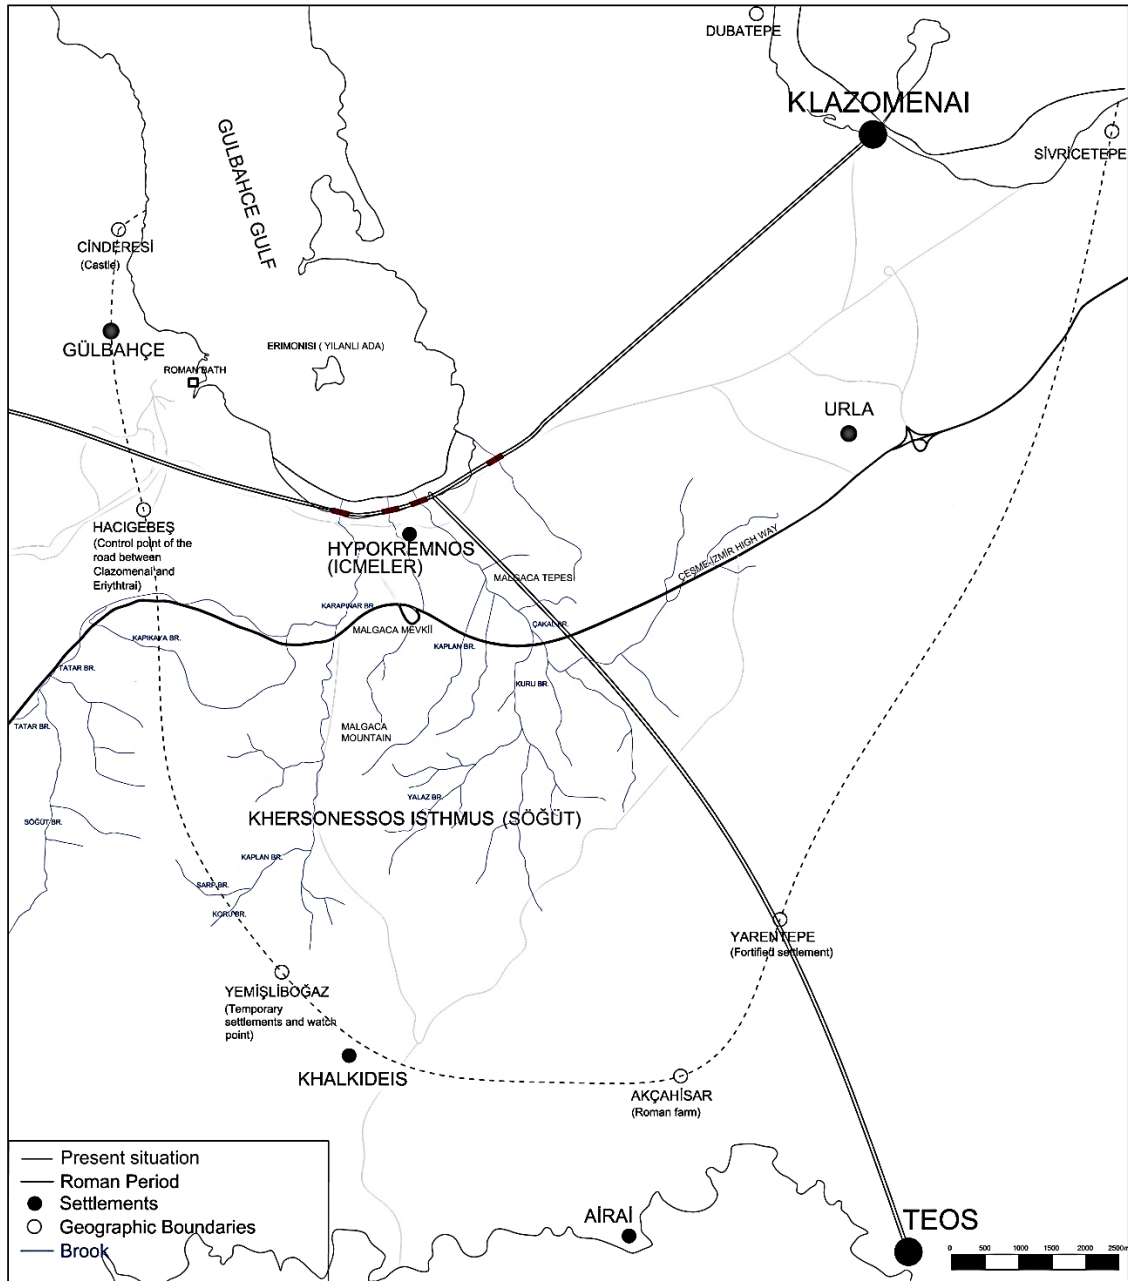 DUBATEPE
KLAZOMENAI
SİVRİCETEPE
GULBAHCE GULF
CİNDERESİ
(Castle)
GÜLBAHÇE
ERIMONISI ( YILANLI ADA)
ROMAN BATH
URLA
HACIGEBEŞ
(Control point of the
road between
Clazomenai and
Eriythtrai)
HYPOKREMNOS
(ICMELER)
MALGACA TEPESİ
ÇEŞME-İZMİR HIGH WAY
KARAPINAR BR.
MALGACA MEVKİİ
ÇAKAL BR.
KAPIKAYA BR.
KAPLAN BR.
TATAR BR.
KURU BR.
TATAR BR.
MALGACA
MOUNTAIN
YALAZ BR.
SÖĞÜT BR.
KHERSONESSOS ISTHMUS (SÖĞÜT)
KAPLAN BR.
SARP BR.
KORU BR.
YARENTEPE
(Fortified settlement)
YEMİŞLİBOĞAZ
(Temporary
settlements and watch
point)
KHALKIDEIS
AKÇAHİSAR
(Roman farm)
Present situation
Roman Period
Settlements
Geographic Boundaries
Brook
AİRAİ
TEOS
0 500 1000 1500 2000 2500m